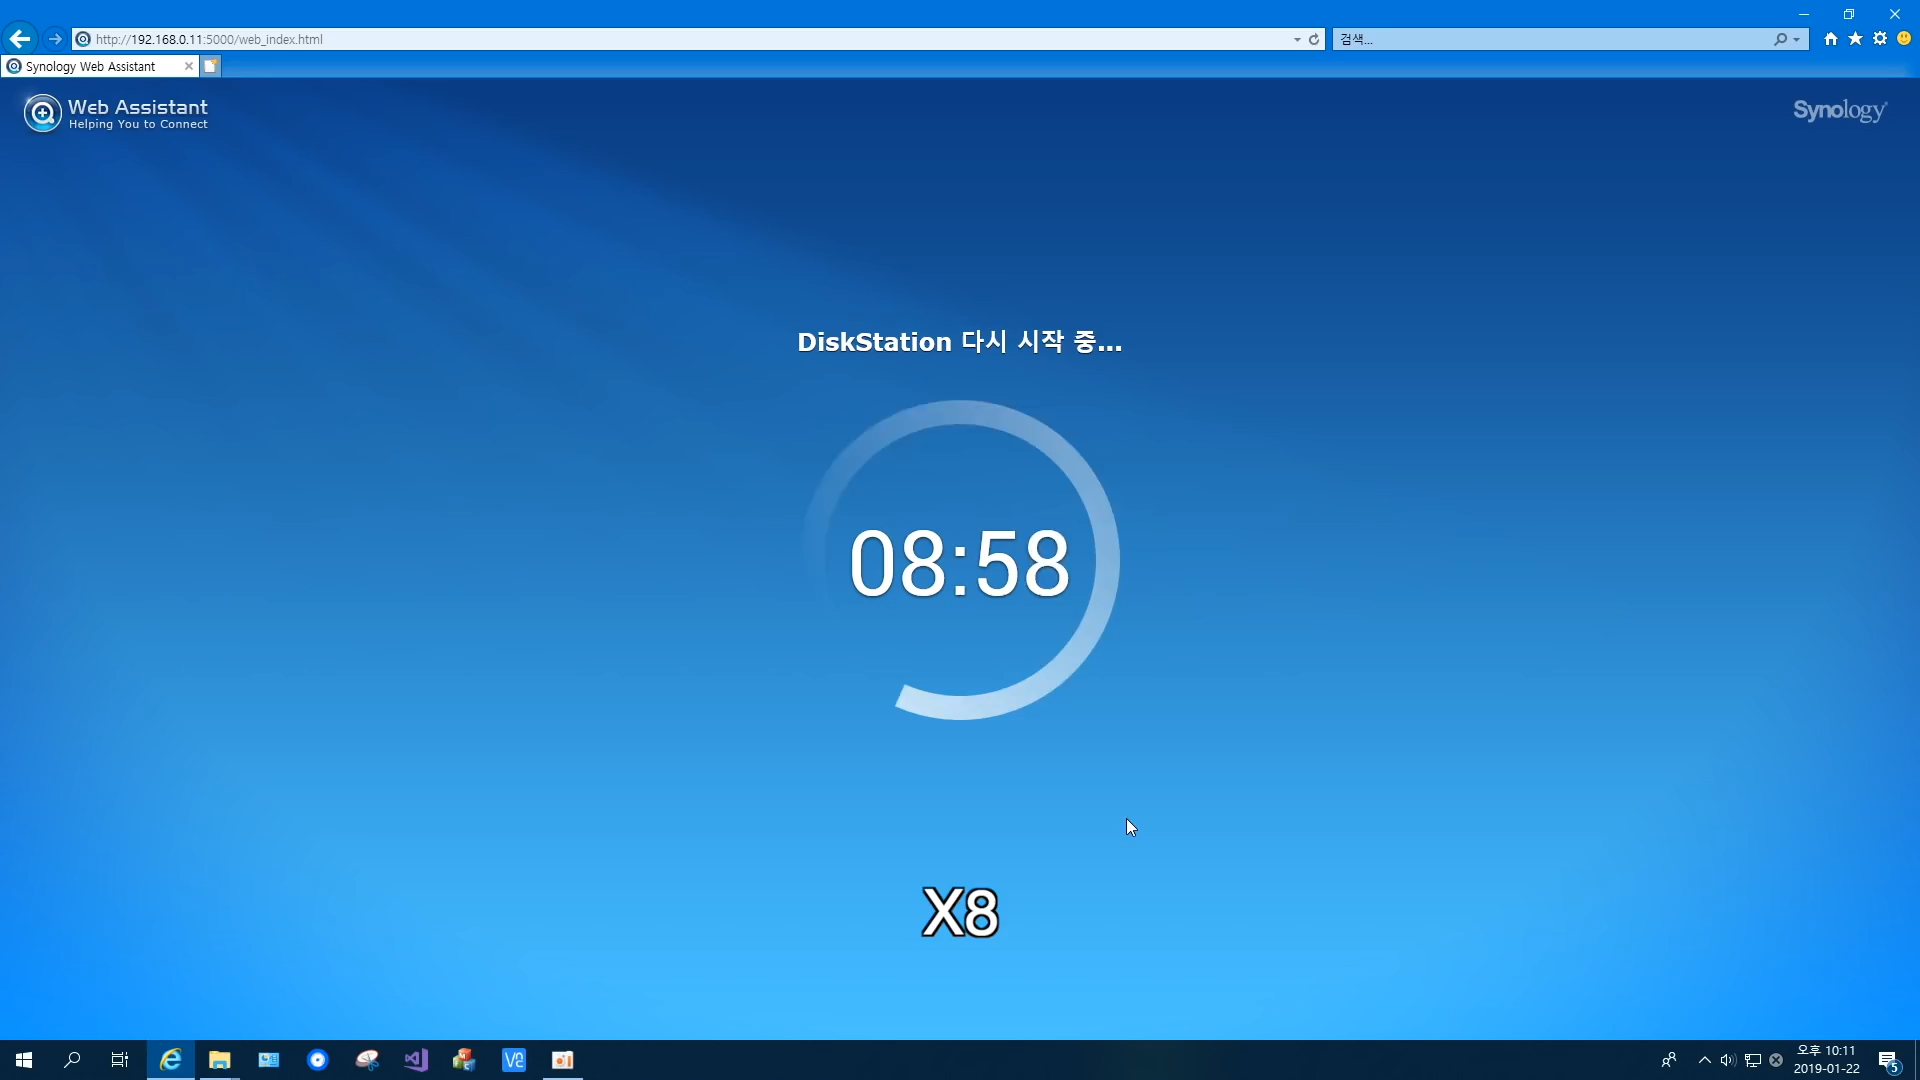 http://192.168.0.11:5000/web_index.html
검색...
Synology Web Assistant
Web Assistant
Helping You to Connect
Synology
DiskStation 다시 시작 중...
08:58
X8
오후 10:11
2019-01-22
5